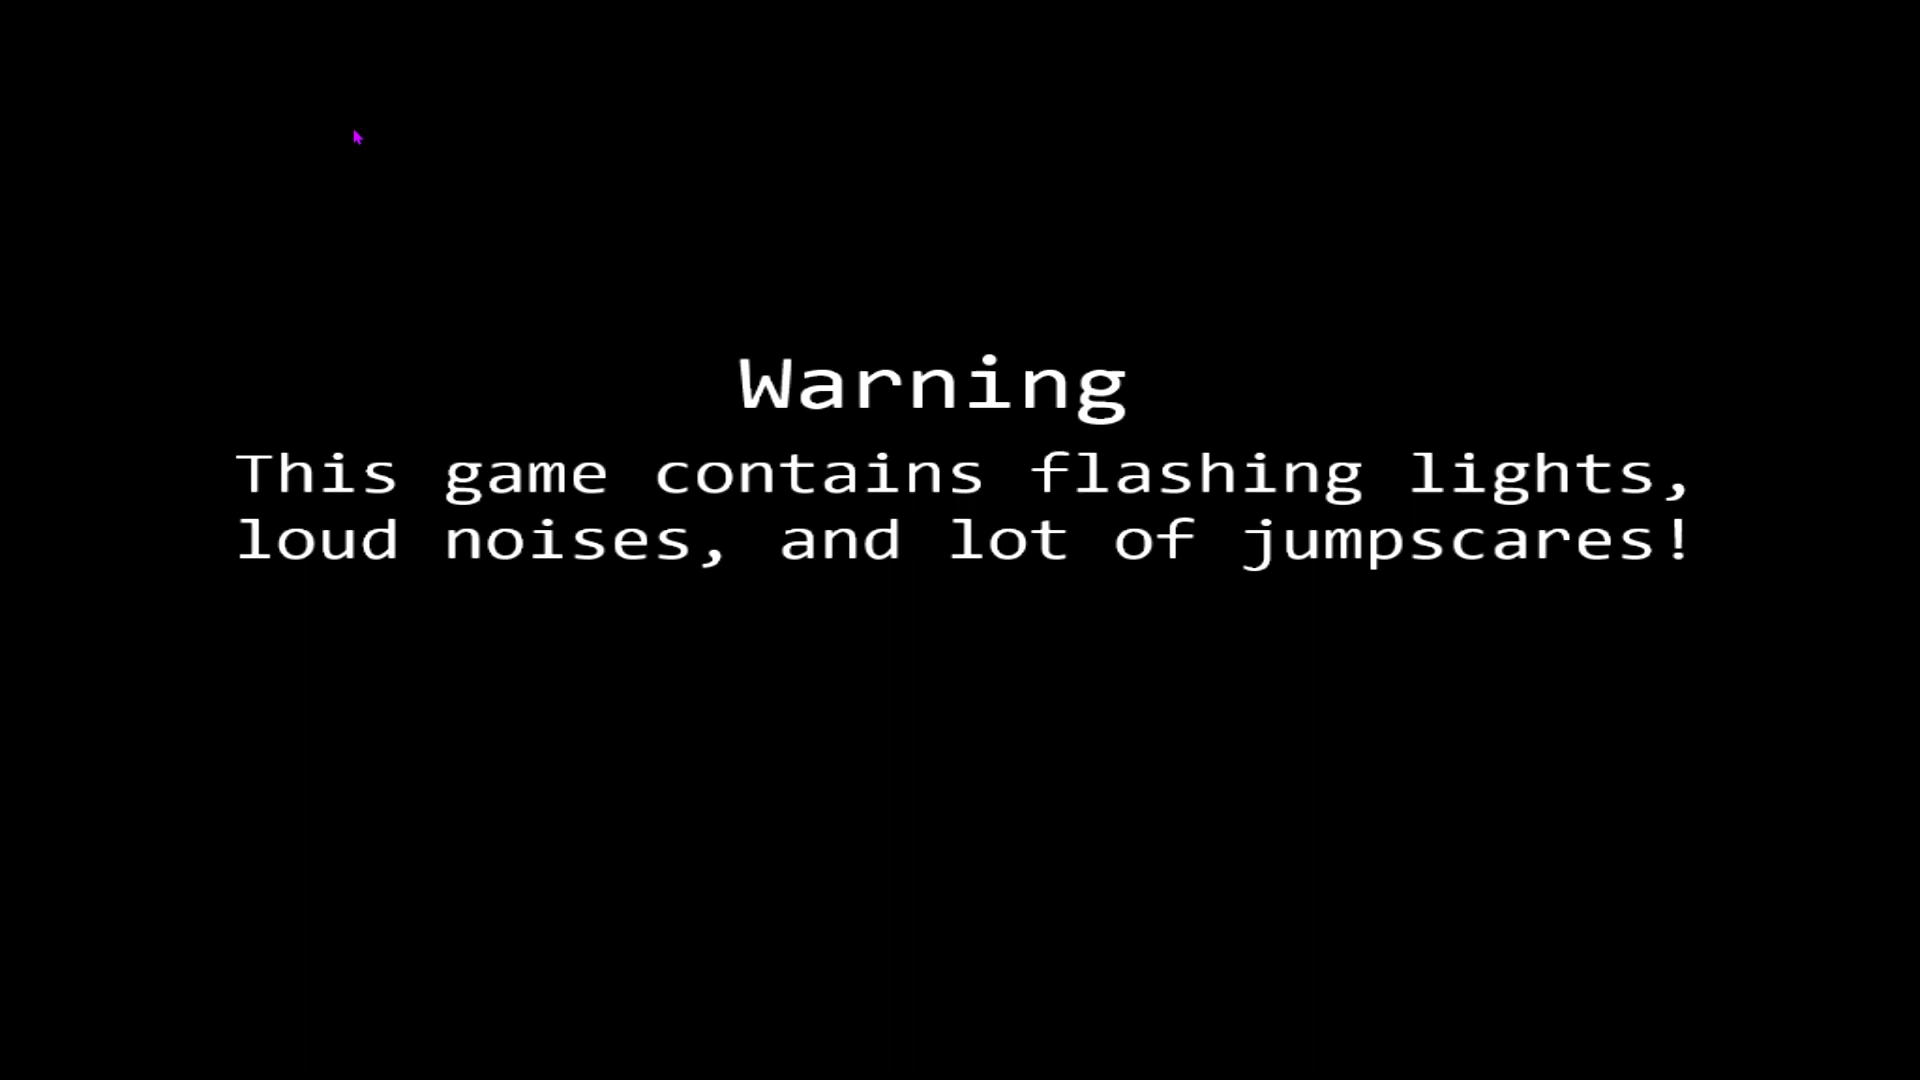 Warning
This game contains flashing lights,
loud noises, and lot of jumpscares!